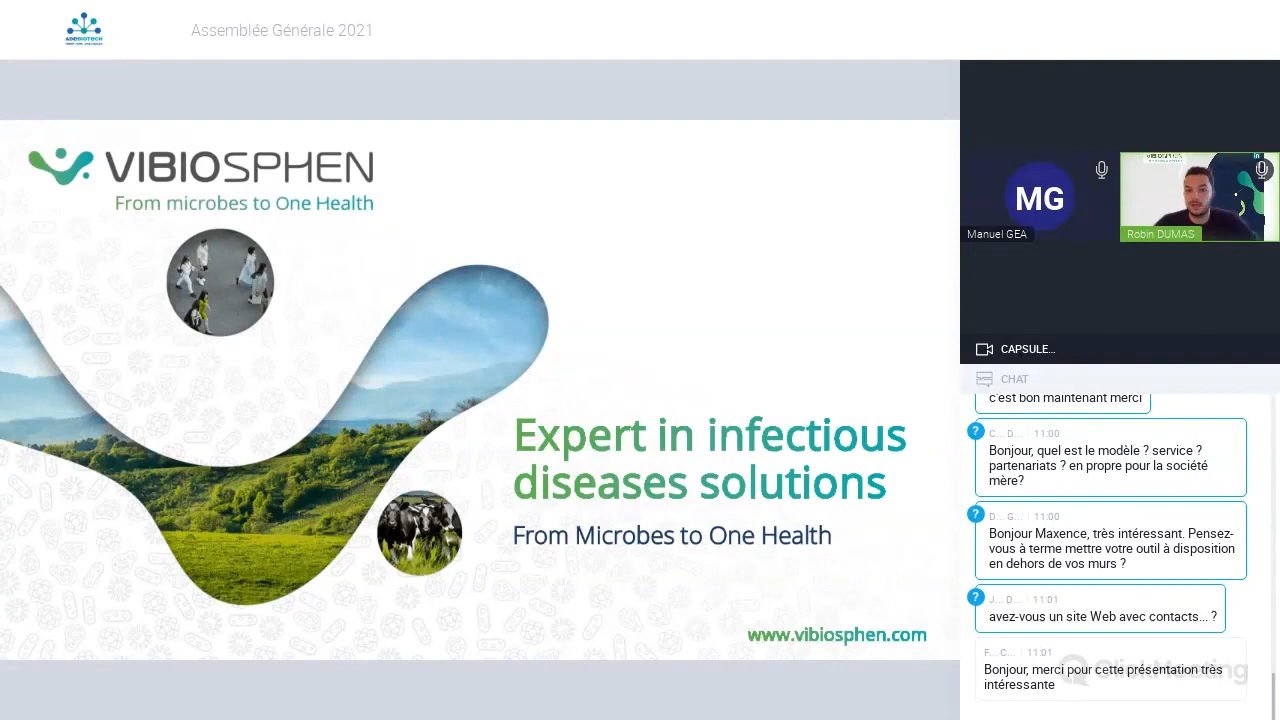 ADEBIOTECH
Assemblée Générale 2021
VIBIOSPHEN
From microbes to One Health
Expert in infectious
diseases solutions
From Microbes to One Health
www.vibiosphen.com
VIBIOSPHEN
in
MG
Manuel GEA
Robin DUMAS
CAPSULE...
CHAT
c'est bon maintenant merci
? C... D... 11:00
Bonjour, quel est le modèle ? service ?
partenariats ? en propre pour la société
mère?
? D... G... 11:00
Bonjour Maxence, très intéressant. Pensez-
vous à terme mettre votre outil à disposition
en dehors de vos murs ?
? J... D... 11:01
avez-vous un site Web avec contacts... ?
F... C... 11:01
Bonjour, merci pour cette présentation très
intéressante
ClickMeeting